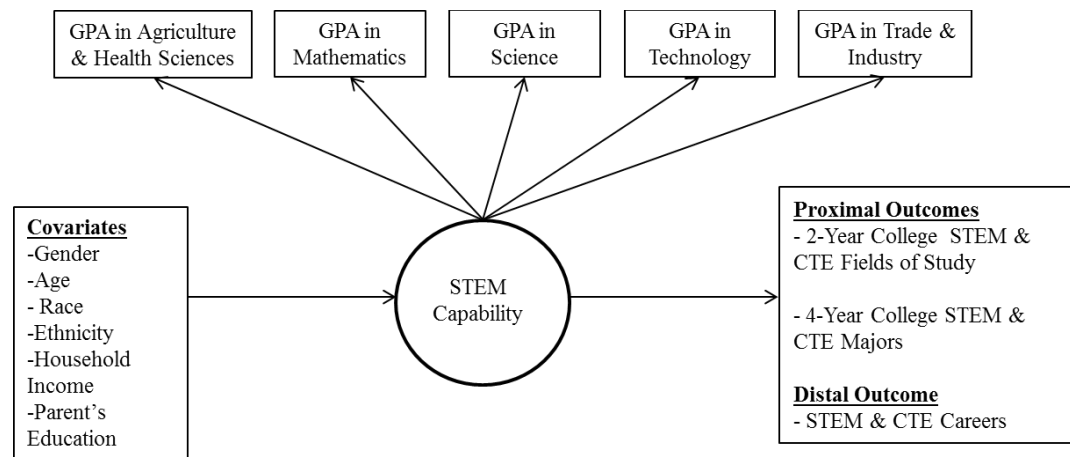 GPA in Agriculture
& Health Sciences
GPA in
Mathematics
GPA in
Science
GPA in
Technology
GPA in Trade &
Industry
Covariates
-Gender
-Age
- Race
-Ethnicity
-Household
Income
-Parent’s
Education
STEM
Capability
Proximal Outcomes
- 2-Year College STEM &
CTE Fields of Study
- 4-Year College STEM &
CTE Majors
Distal Outcome
- STEM & CTE Careers